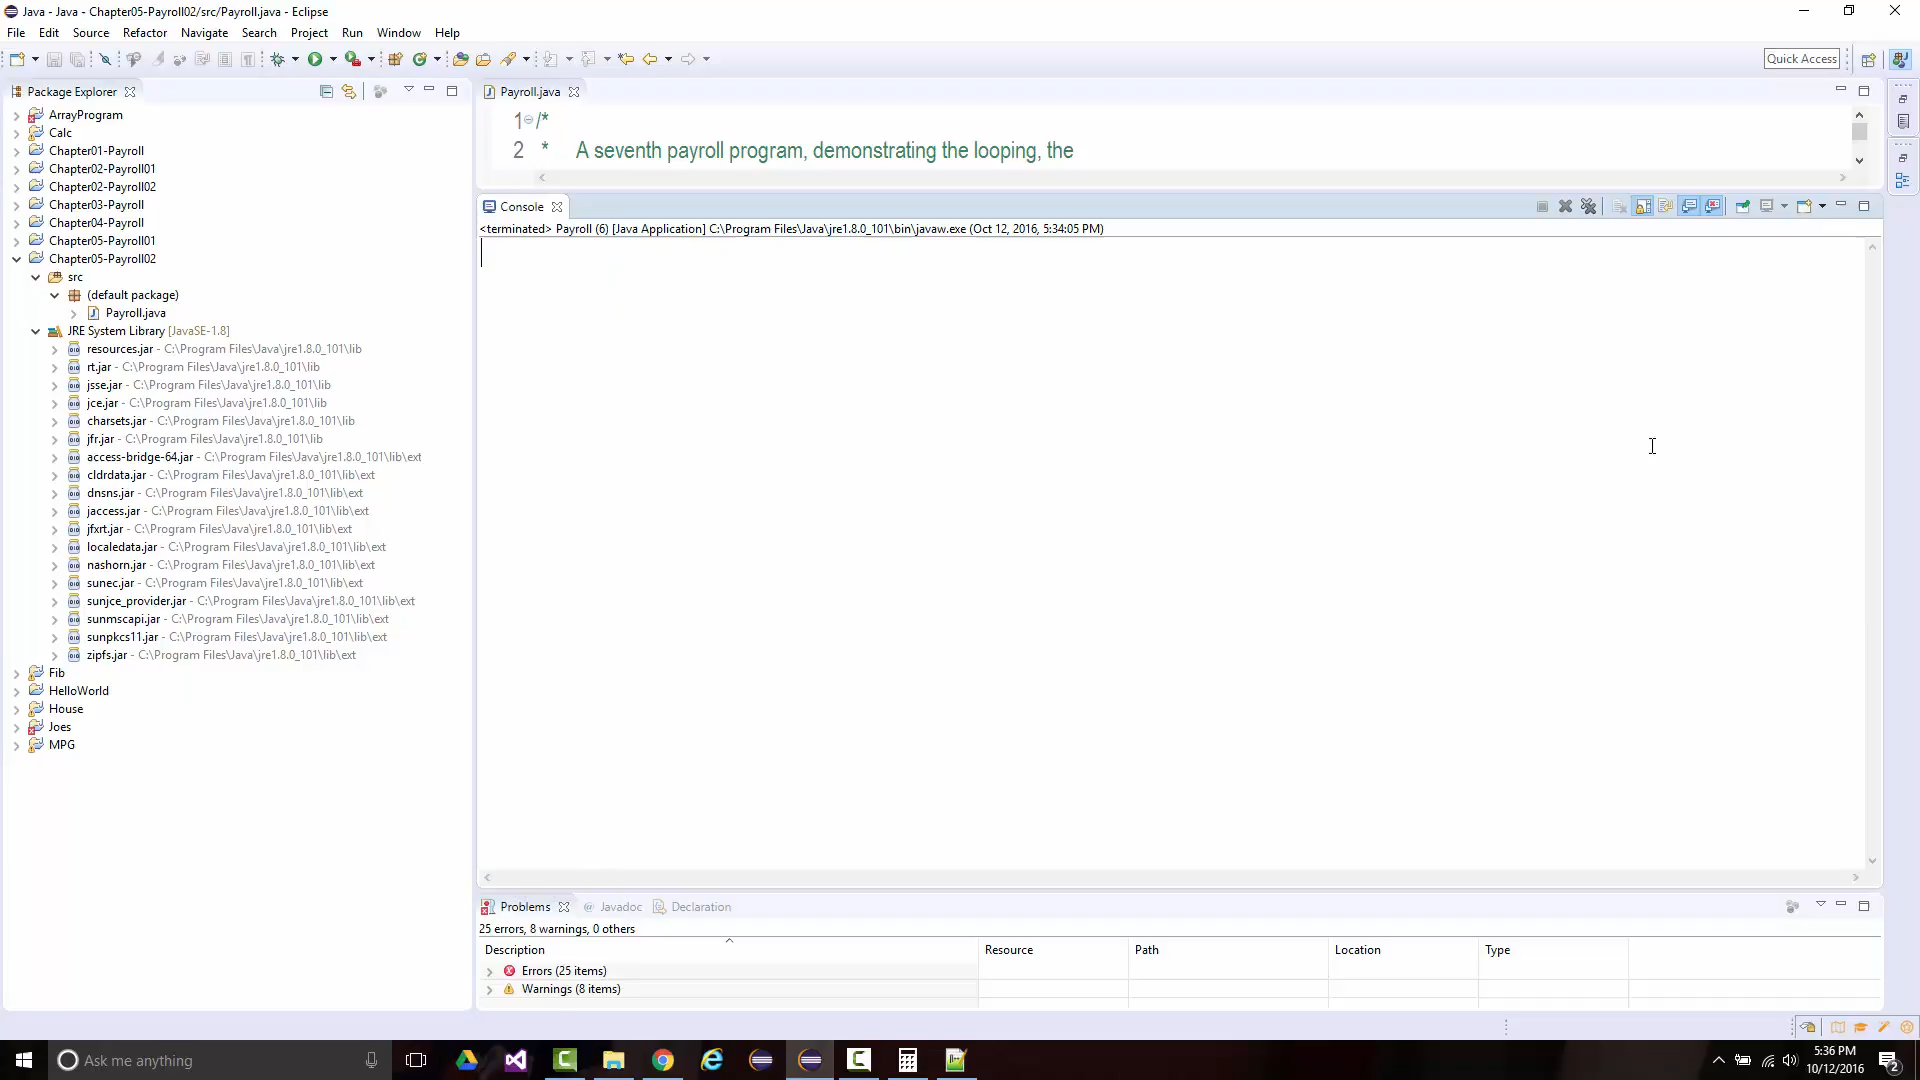 Java - Java - Chapter05-Payroll02/src/Payroll.java - Eclipse
File Edit Source Refactor Navigate Search Project Run Window Help
Quick Access
Package Explorer
ArrayProgram
Calc
Chapter01-Payroll
Chapter02-Payroll01
Chapter02-Payroll02
Chapter03-Payroll
Chapter04-Payroll
Chapter05-Payroll01
Chapter05-Payroll02
src
(default package)
Payroll.java
JRE System Library [JavaSE-1.8]
resources.jar - C:\Program Files\Java\jre1.8.0_101\lib
rt.jar - C:\Program Files\Java\jre1.8.0_101\lib
jsse.jar - C:\Program Files\Java\jre1.8.0_101\lib
jce.jar - C:\Program Files\Java\jre1.8.0_101\lib
charsets.jar - C:\Program Files\Java\jre1.8.0_101\lib
jfr.jar - C:\Program Files\Java\jre1.8.0_101\lib
access-bridge-64.jar - C:\Program Files\Java\jre1.8.0_101\lib\ext
cldrdata.jar - C:\Program Files\Java\jre1.8.0_101\lib\ext
dnsns.jar - C:\Program Files\Java\jre1.8.0_101\lib\ext
jaccess.jar - C:\Program Files\Java\jre1.8.0_101\lib\ext
jfxrt.jar - C:\Program Files\Java\jre1.8.0_101\lib\ext
localedata.jar - C:\Program Files\Java\jre1.8.0_101\lib\ext
nashorn.jar - C:\Program Files\Java\jre1.8.0_101\lib\ext
sunec.jar - C:\Program Files\Java\jre1.8.0_101\lib\ext
sunjce_provider.jar - C:\Program Files\Java\jre1.8.0_101\lib\ext
sunmscapi.jar - C:\Program Files\Java\jre1.8.0_101\lib\ext
sunpkcs11.jar - C:\Program Files\Java\jre1.8.0_101\lib\ext
zipfs.jar - C:\Program Files\Java\jre1.8.0_101\lib\ext
Fib
HelloWorld
House
Joes
MPG
Payroll.java
1 /*
2 * A seventh payroll program, demonstrating the looping, the
Console
<terminated> Payroll (6) [Java Application] C:\Program Files\Java\jre1.8.0_101\bin\javaw.exe (Oct 12, 2016, 5:34:05 PM)
Problems @ Javadoc Declaration
25 errors, 8 warnings, 0 others
Description Resource Path Location Type
Errors (25 items)
Warnings (8 items)
Ask me anything
5:36 PM
10/12/2016
2